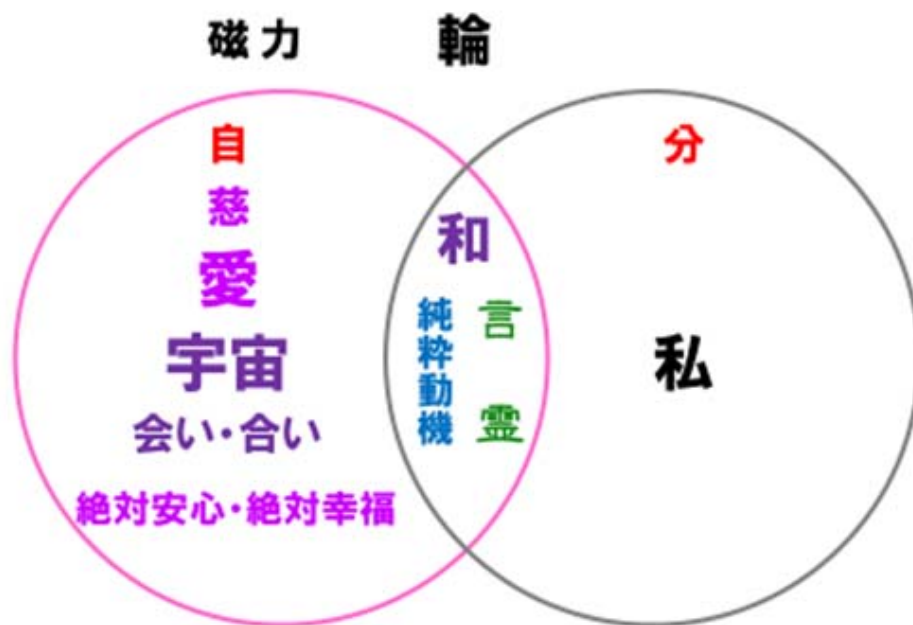 磁力
輪
自
慈
愛
宇宙
会い・合い
絶対安心・絶対幸福
和
純粋動機
言霊
分
私